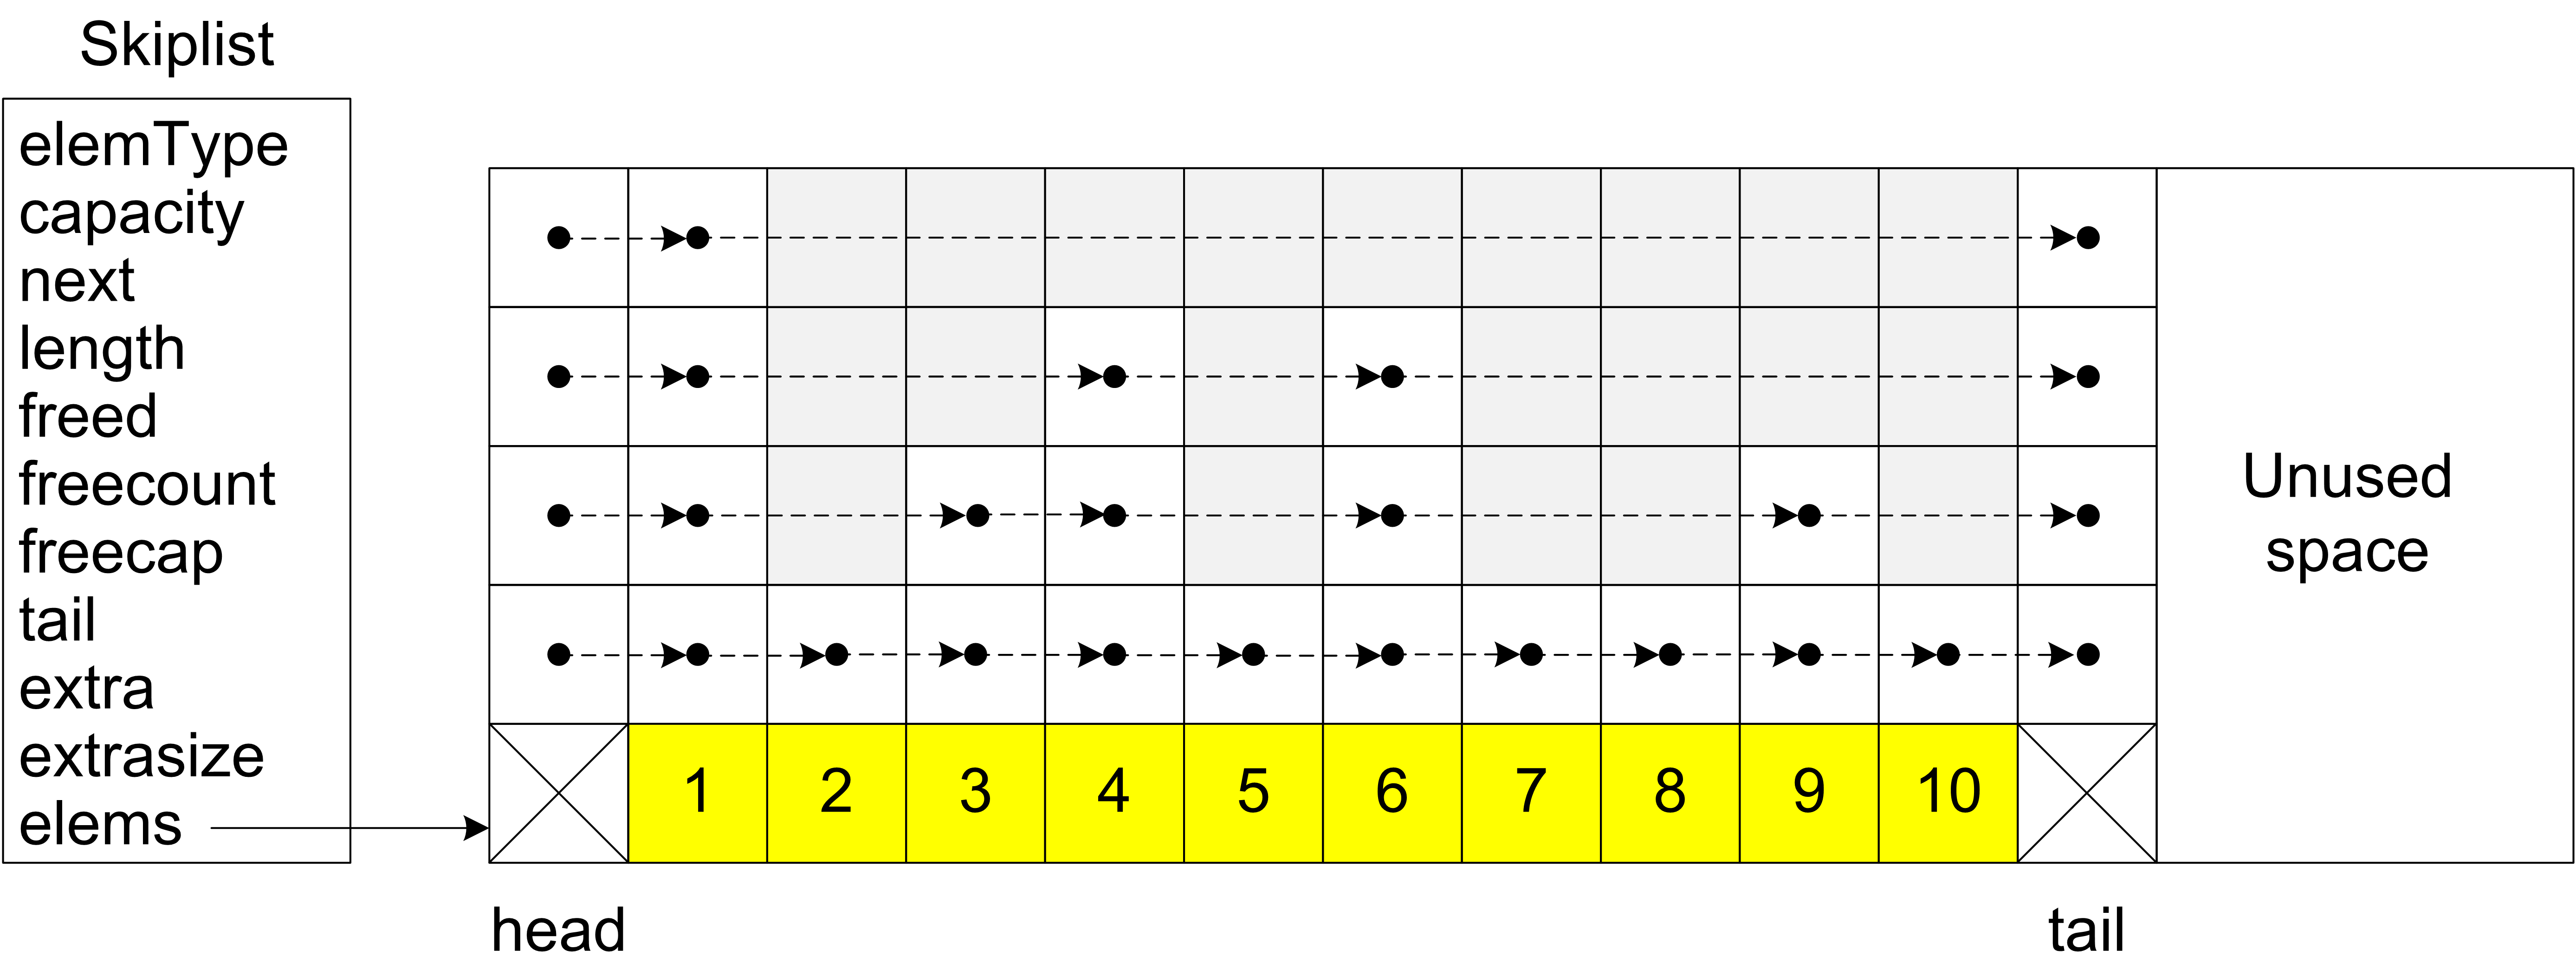 Skiplist
elemType
capacity
next
length
freed
freecount
freecap
tail
extra
extrasize
elems
Unused
space
1 2 3 4 5 6 7 8 9 10
head
tail